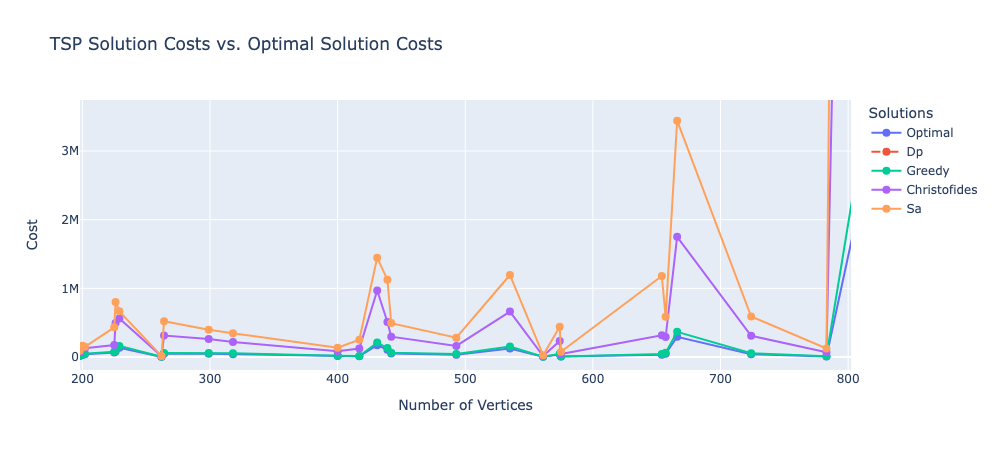 TSP Solution Costs vs. Optimal Solution Costs
Solutions
Optimal
Dp
Greedy
Christofides
Sa
3M
2M
1M
0
Cost
200 300 400 500 600 700 800
Number of Vertices